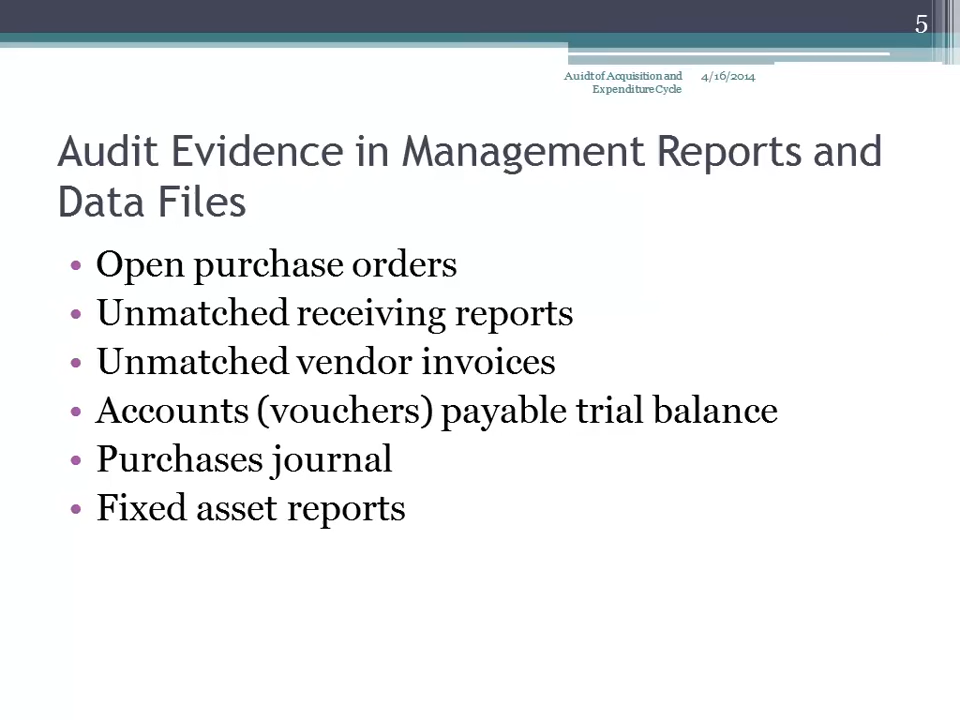 5
Auidt of Acquisition and 4/16/2014
Expenditure Cycle
Audit Evidence in Management Reports and
Data Files
• Open purchase orders
• Unmatched receiving reports
• Unmatched vendor invoices
• Accounts (vouchers) payable trial balance
• Purchases journal
• Fixed asset reports